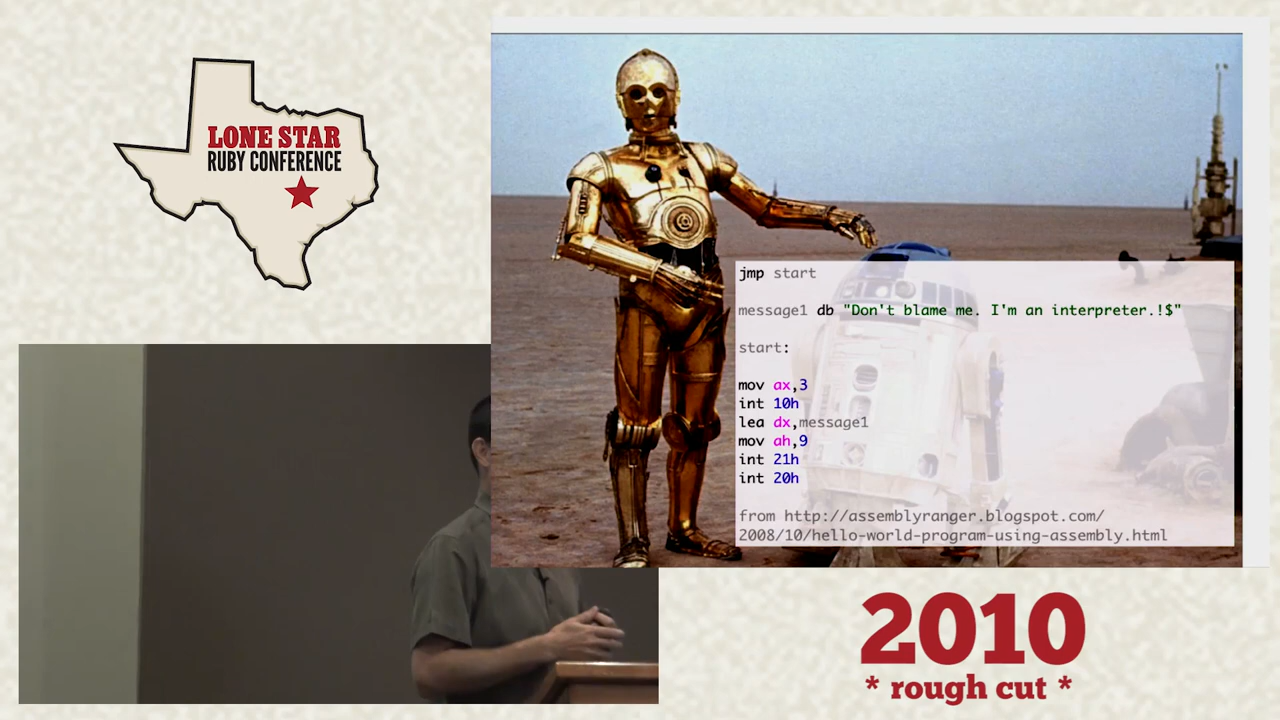 LONE STAR
RUBY CONFERENCE
jmp start
message1 db "Don't blame me. I'm an interpreter.!$"
start:
mov ax,3
int 10h
lea dx,message1
mov ah,9
int 21h
int 20h
from http://assemblyranger.blogspot.com/
2008/10/hello-world-program-using-assembly.html
2010
* rough cut *